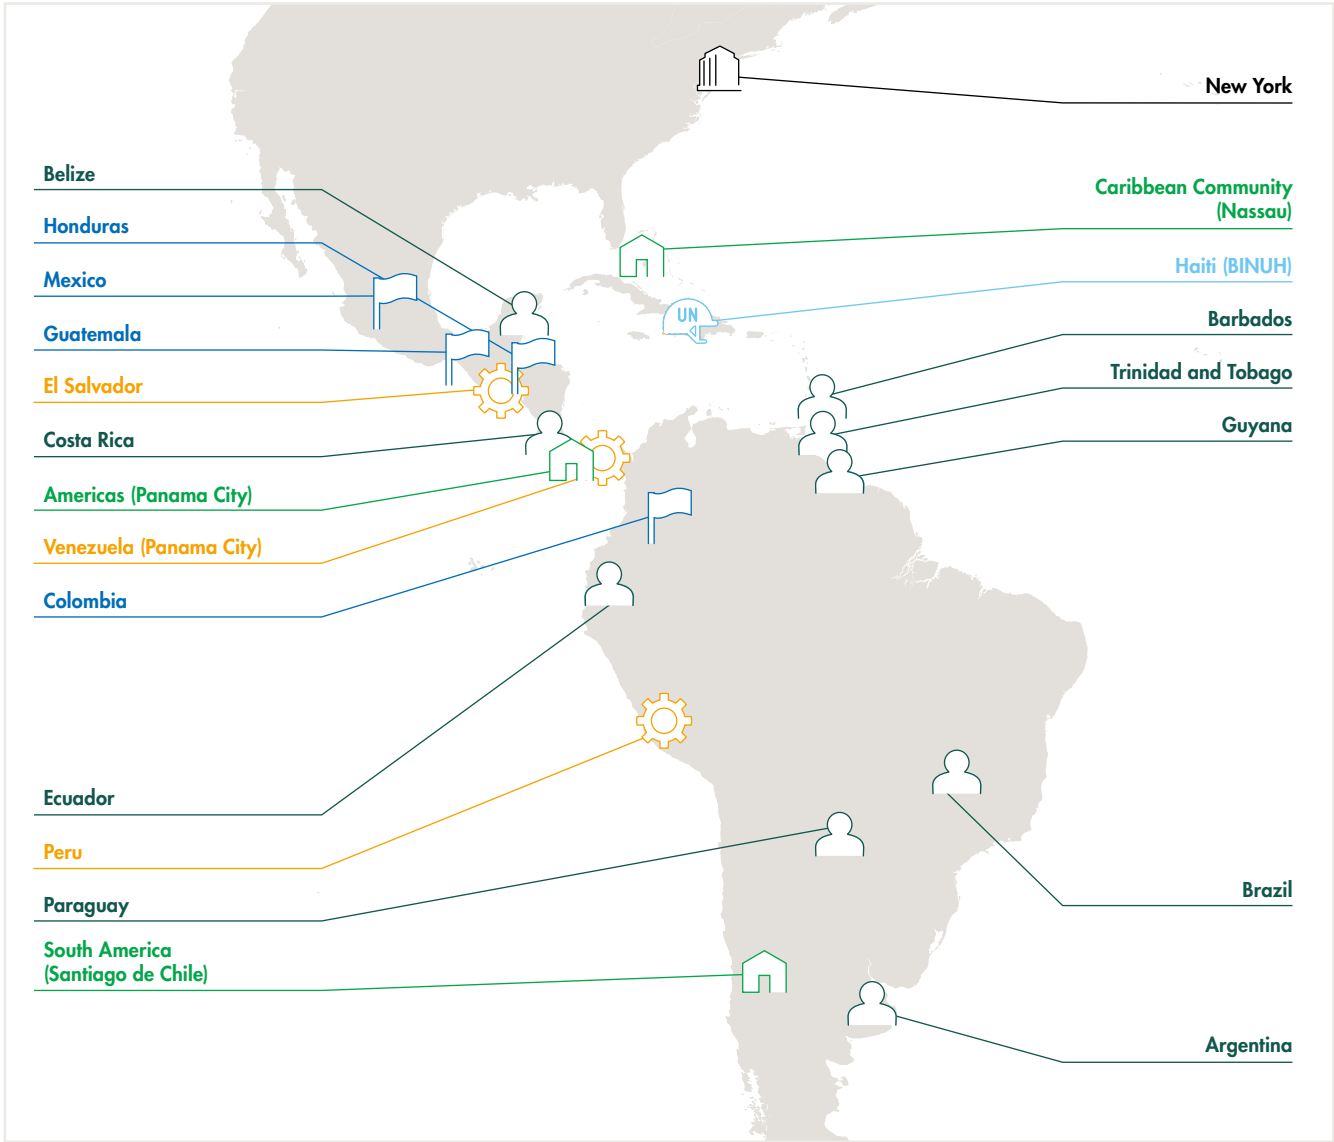 New York
Belize
Honduras
Mexico
Guatemala
El Salvador
Costa Rica
Americas (Panama City)
Venezuela (Panama City)
Colombia
Ecuador
Peru
Paraguay
South America
(Santiago de Chile)
Caribbean Community
(Nassau)
Haiti (BINUH)
UN
Barbados
Trinidad and Tobago
Guyana
Brazil
Argentina